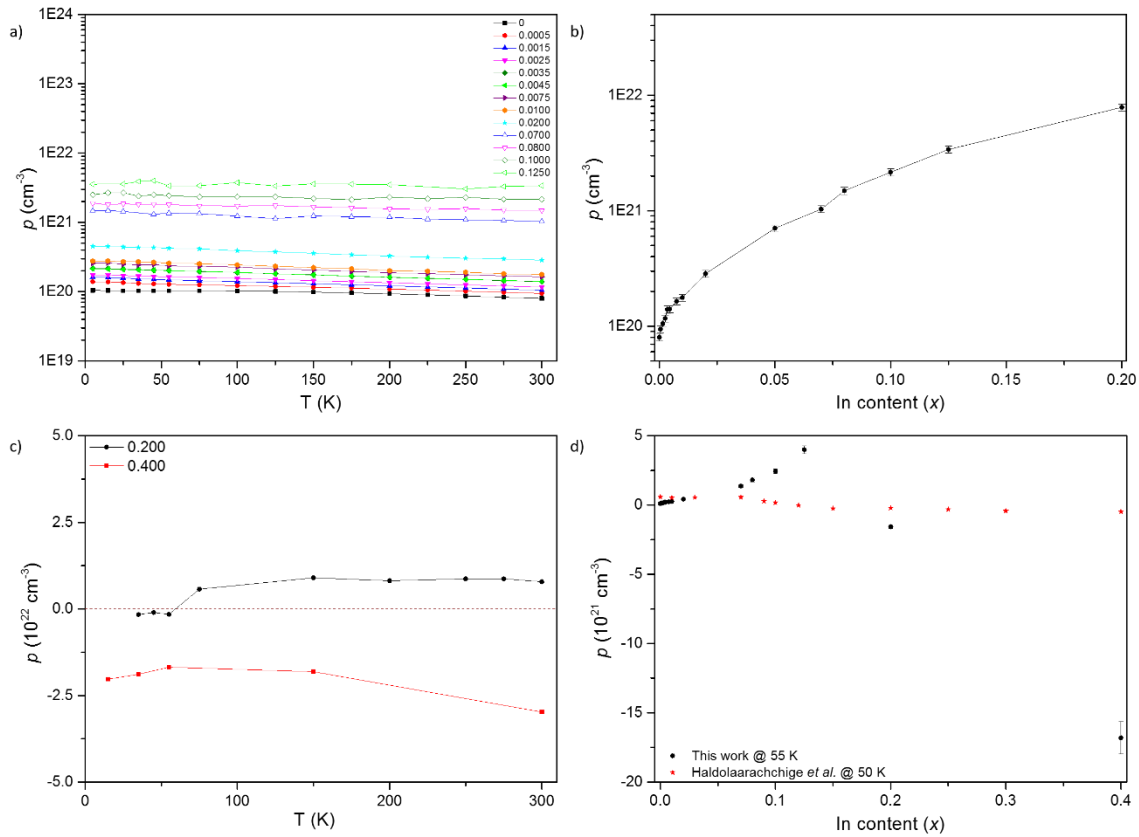 a)
1E24
1E23
1E22
1E21
1E20
1E19
p (cm⁻³)
0 50 100 150 200 250 300
T (K)
0
0.0005
0.0015
0.0025
0.0035
0.0045
0.0075
0.0100
0.0200
0.0700
0.0800
0.1000
0.1250
b)
1E22
1E21
1E20
p (cm⁻³)
0.00 0.05 0.10 0.15 0.20
In content (x)
c)
5.0
2.5
0.0
-2.5
-5.0
p (10²² cm⁻³)
0.200
0.400
0 50 100 150 200 250 300
T (K)
d)
5
0
-5
-10
-15
-20
p (10²¹ cm⁻³)
This work @ 55 K
Haldolaarachchige et al. @ 50 K
0.0 0.1 0.2 0.3 0.4
In content (x)